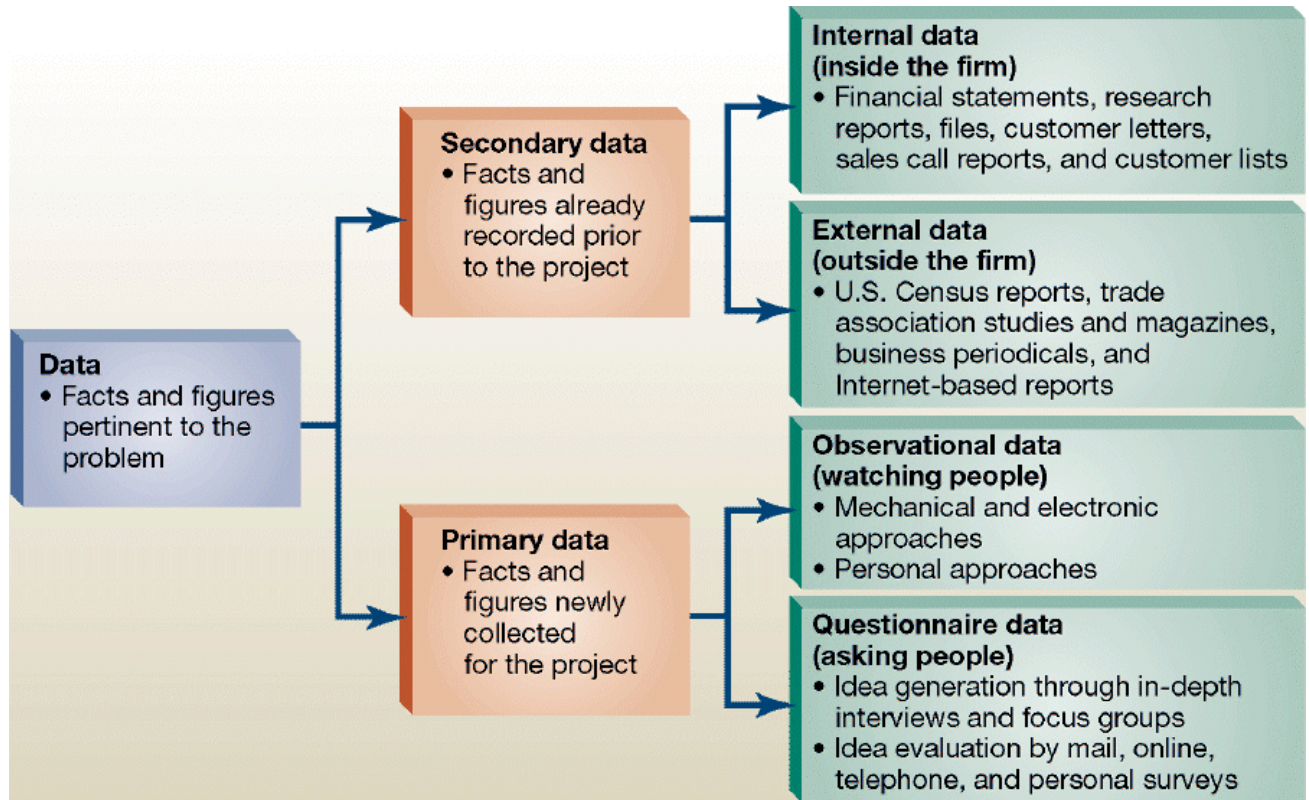 Data
• Facts and figures
pertinent to the
problem
Secondary data
• Facts and
figures already
recorded prior
to the project
Primary data
• Facts and
figures newly
collected
for the project
Internal data
(inside the firm)
• Financial statements, research
reports, files, customer letters,
sales call reports, and customer lists
External data
(outside the firm)
• U.S. Census reports, trade
association studies and magazines,
business periodicals, and
Internet-based reports
Observational data
(watching people)
• Mechanical and electronic
approaches
• Personal approaches
Questionnaire data
(asking people)
• Idea generation through in-depth
interviews and focus groups
• Idea evaluation by mail, online,
telephone, and personal surveys